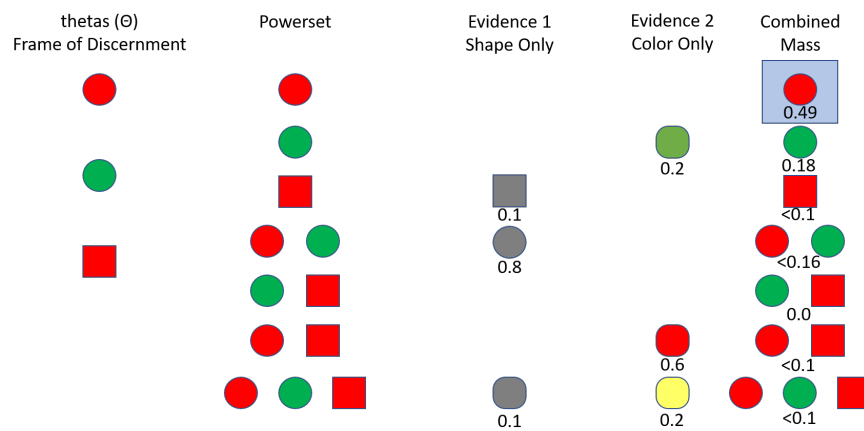 thetas (Θ)
Frame of Discernment
Powerset
Evidence 1
Shape Only
Evidence 2
Color Only
Combined
Mass
0.49
0.2
0.18
0.1
<0.1
0.8
<0.16
0.0
0.6
<0.1
0.1
0.2
<0.1